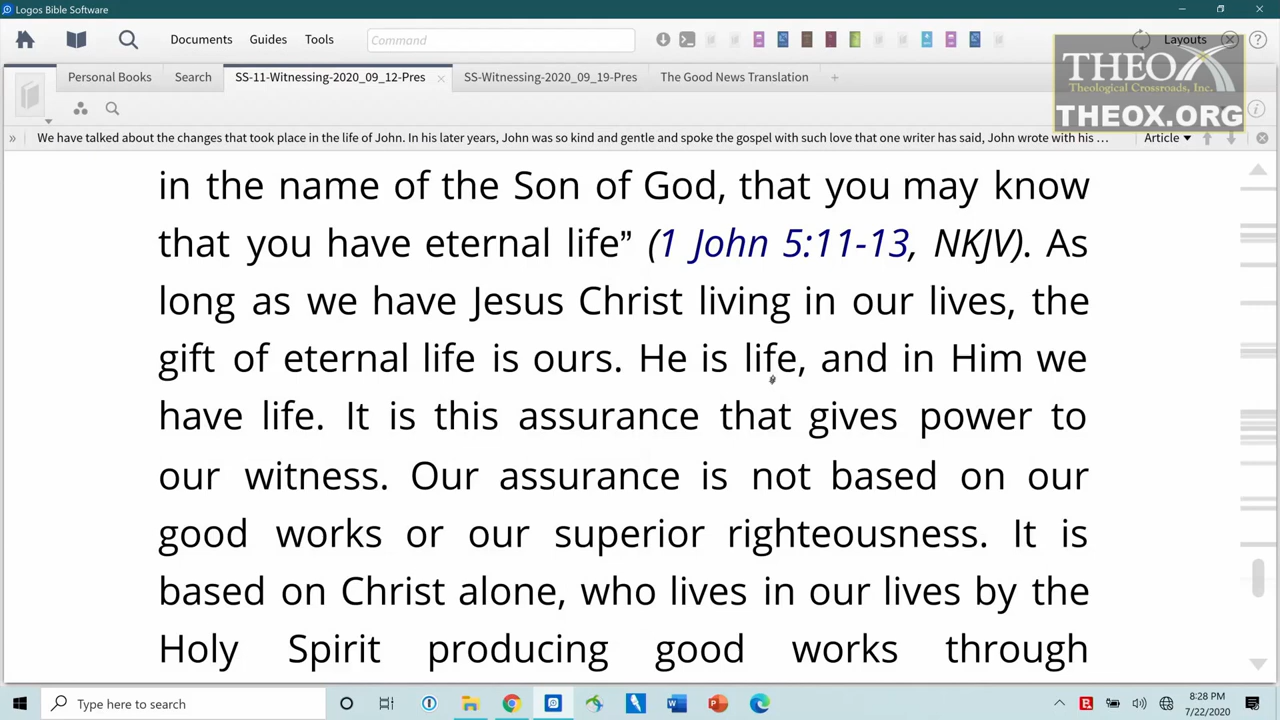 Logos Bible Software
Documents Guides Tools Command Layouts
THEOX
Theological Crossroads, Inc.
THEOX.ORG
Personal Books Search SS-11-Witnessing-2020_09_12-Pres SS-Witnessing-2020_09_19-Pres The Good News Translation
We have talked about the changes that took place in the life of John. In his later years, John was so kind and gentle and spoke the gospel with such love that one writer has said, John wrote with his ... Article
in the name of the Son of God, that you may know
that you have eternal life” (1 John 5:11-13, NKJV). As
long as we have Jesus Christ living in our lives, the
gift of eternal life is ours. He is life, and in Him we
have life. It is this assurance that gives power to
our witness. Our assurance is not based on our
good works or our superior righteousness. It is
based on Christ alone, who lives in our lives by the
Holy Spirit producing good works through
Type here to search
8:28 PM
7/22/2020